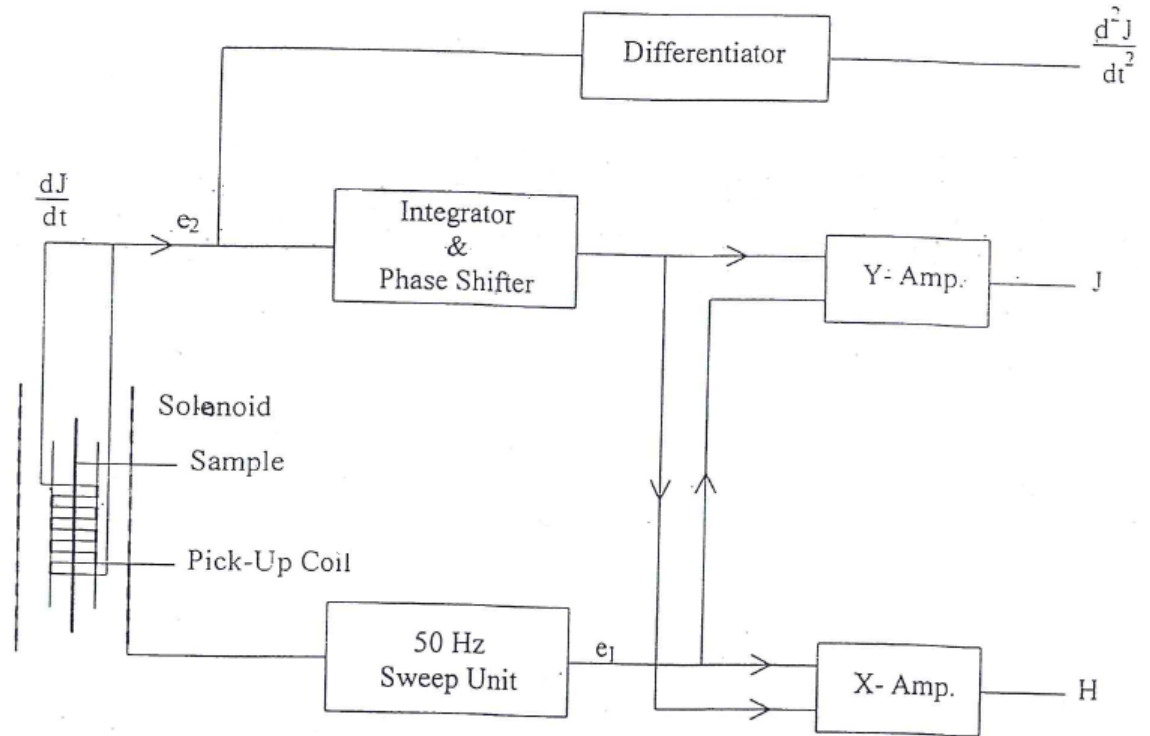 d²J
dt²
Differentiator
dJ
dt
e₂
Integrator
&
Phase Shifter
Y- Amp.
J
Solenoid
Sample
Pick-Up Coil
50 Hz
Sweep Unit
e₁
X- Amp.
H